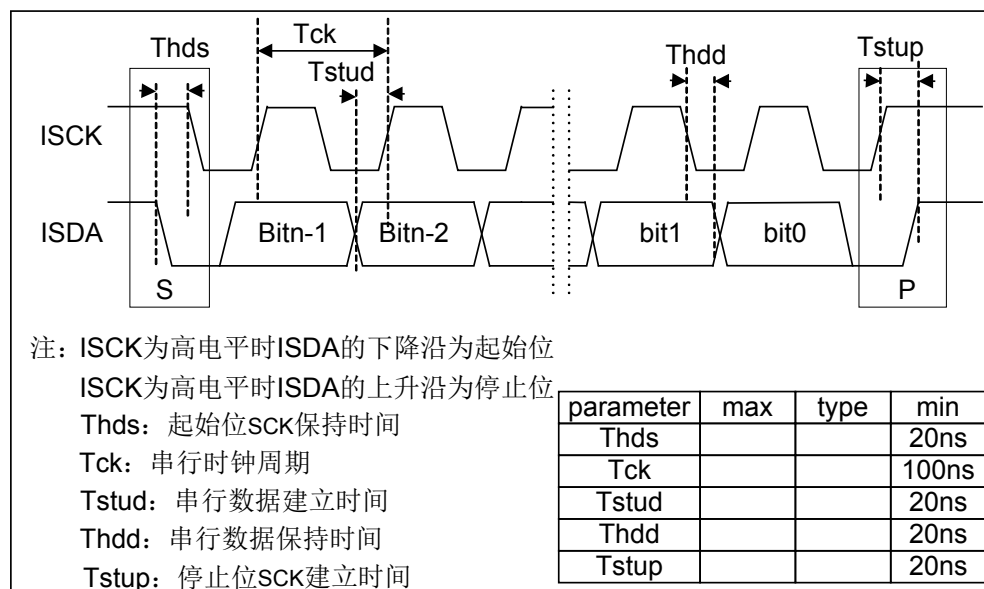 Thds
Tck
Tstud
Thdd
Tstup
ISCK
ISDA
Bitn-1
Bitn-2
bit1
bit0
S
P
注：ISCK为高电平时ISDA的下降沿为起始位
ISCK为高电平时ISDA的上升沿为停止位
Thds：起始位SCK保持时间
Tck：串行时钟周期
Tstud：串行数据建立时间
Thdd：串行数据保持时间
Tstup：停止位SCK建立时间
parameter max type min
Thds 20ns
Tck 100ns
Tstud 20ns
Thdd 20ns
Tstup 20ns